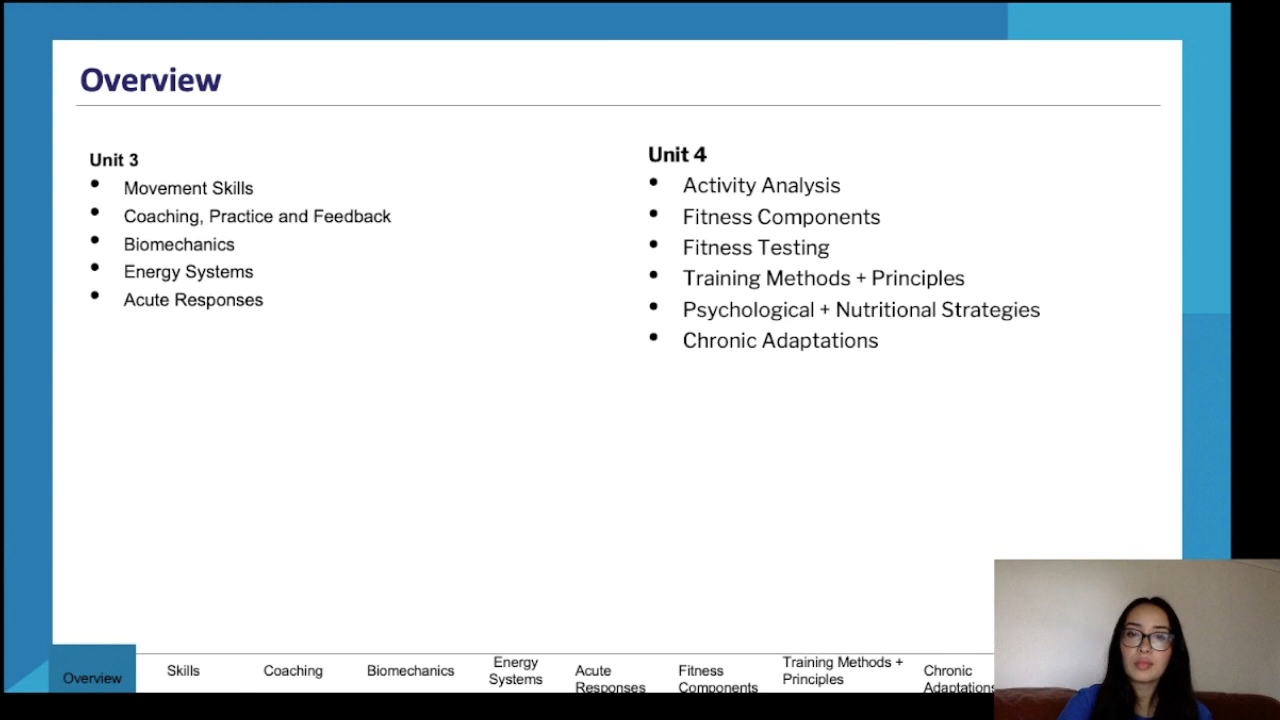 Overview
Unit 3
• Movement Skills
• Coaching, Practice and Feedback
• Biomechanics
• Energy Systems
• Acute Responses
Unit 4
• Activity Analysis
• Fitness Components
• Fitness Testing
• Training Methods + Principles
• Psychological + Nutritional Strategies
• Chronic Adaptations
Overview
Skills
Coaching
Biomechanics
Energy
Systems
Acute
Responses
Fitness
Components
Training Methods +
Principles
Chronic
Adaptations